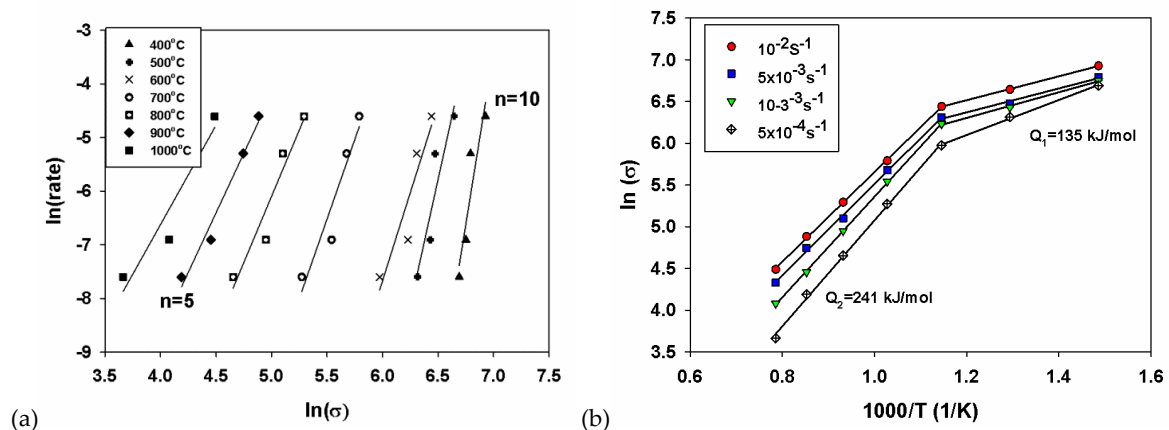 -3
-4
-5
-6
-7
-8
-9
ln(rate)
400°C
500°C
600°C
700°C
800°C
900°C
1000°C
n=10
n=5
3.5 4.0 4.5 5.0 5.5 6.0 6.5 7.0 7.5
ln(σ)
(a)
7.5
7.0
6.5
6.0
5.5
5.0
4.5
4.0
3.5
ln (σ)
10⁻²S⁻¹
5x10⁻³s⁻¹
10-3⁻³s⁻¹
5x10⁻⁴s⁻¹
Q₁=135 kJ/mol
Q₂=241 kJ/mol
0.6 0.8 1.0 1.2 1.4 1.6
1000/T (1/K)
(b)